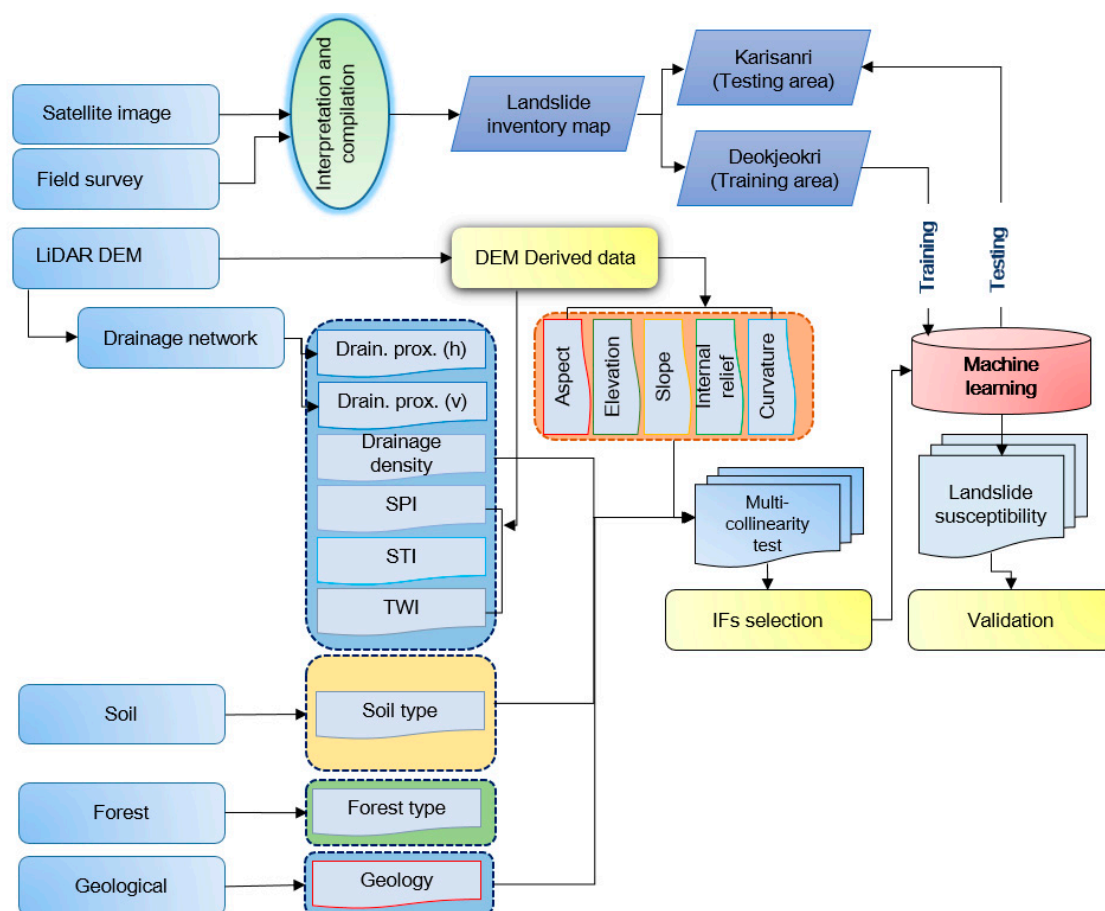 Satellite image
Field survey
Interpretation and
compilation
Landslide
inventory map
Karisanri
(Testing area)
Deokjeokri
(Training area)
Training
Testing
LiDAR DEM
DEM Derived data
Drainage network
Drain. prox. (h)
Drain. prox. (v)
Drainage
density
SPI
STI
TWI
Aspect
Elevation
Slope
Internal
relief
Curvature
Machine
learning
Multi-
collinearity
test
Landslide
susceptibility
IFs selection
Validation
Soil
Soil type
Forest
Forest type
Geological
Geology